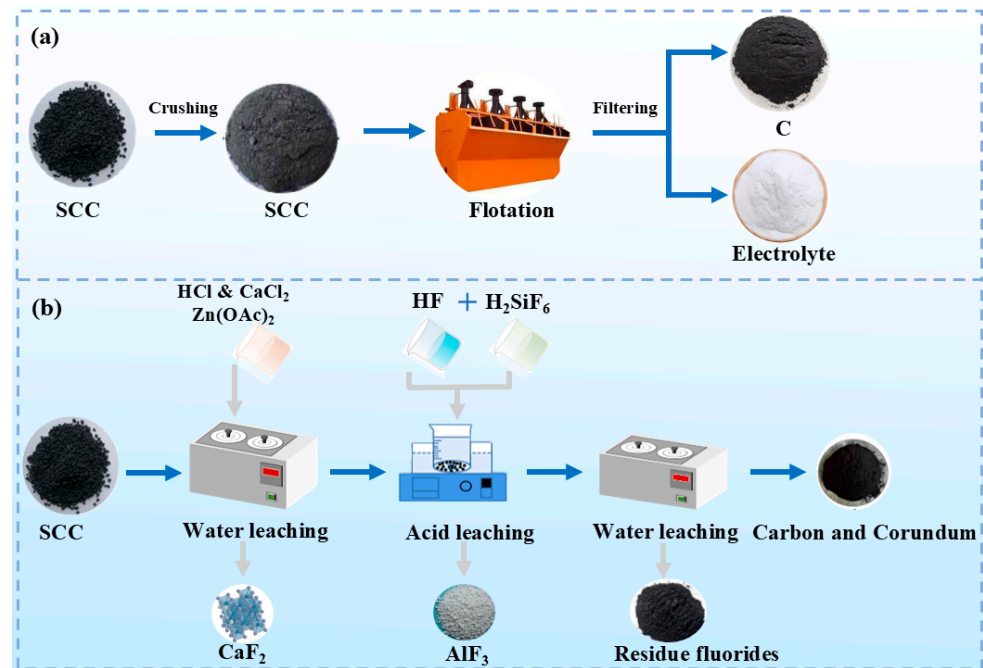 (a)
Crushing
Filtering
SCC
SCC
Flotation
C
Electrolyte
(b)
HCl & CaCl₂
Zn(OAc)₂
HF + H₂SiF₆
SCC
Water leaching
Acid leaching
Water leaching
Carbon and Corundum
CaF₂
AlF₃
Residue fluorides